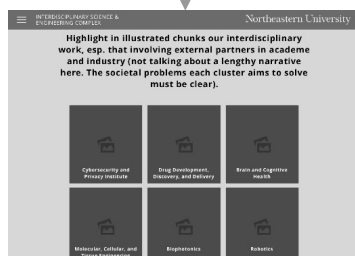 INTERDISCIPLINARY SCIENCE &
ENGINEERING COMPLEX
Northeastern University
Highlight in illustrated chunks our interdisciplinary
work, esp. that involving external partners in academe
and industry (not talking about a lengthy narrative
here. The societal problems each cluster aims to solve
must be clear).
Cybersecurity and
Privacy Institute
Drug Development,
Discovery, and Delivery
Brain and Cognitive
Health
Molecular, Cellular, and
Tissue Engineering
Biophotonics
Robotics